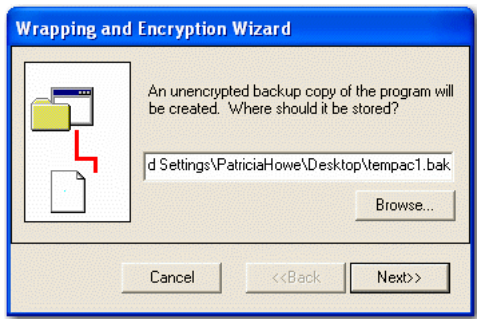 Wrapping and Encryption Wizard
An unencrypted backup copy of the program will
be created. Where should it be stored?
d Settings\PatriciaHowe\Desktop\tempac1.bak
Browse...
Cancel
<<Back
Next>>